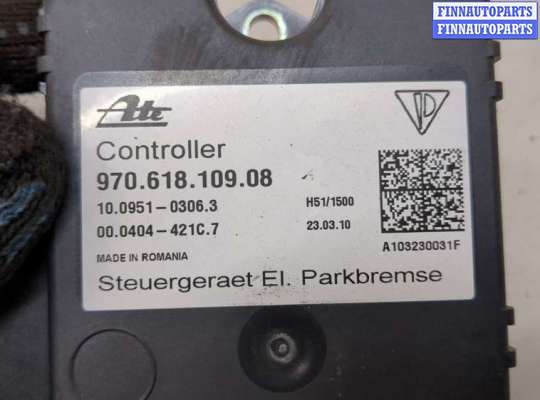 FINNAUTOPARTS
FINNAUTOPARTS.BY
Ate
Controller
970.618.109.08
10.0951-0306.3 H51/1500
00.0404-421C.7 23.03.10
A103230031F
MADE IN ROMANIA
Steuergeraet El. Parkbremse